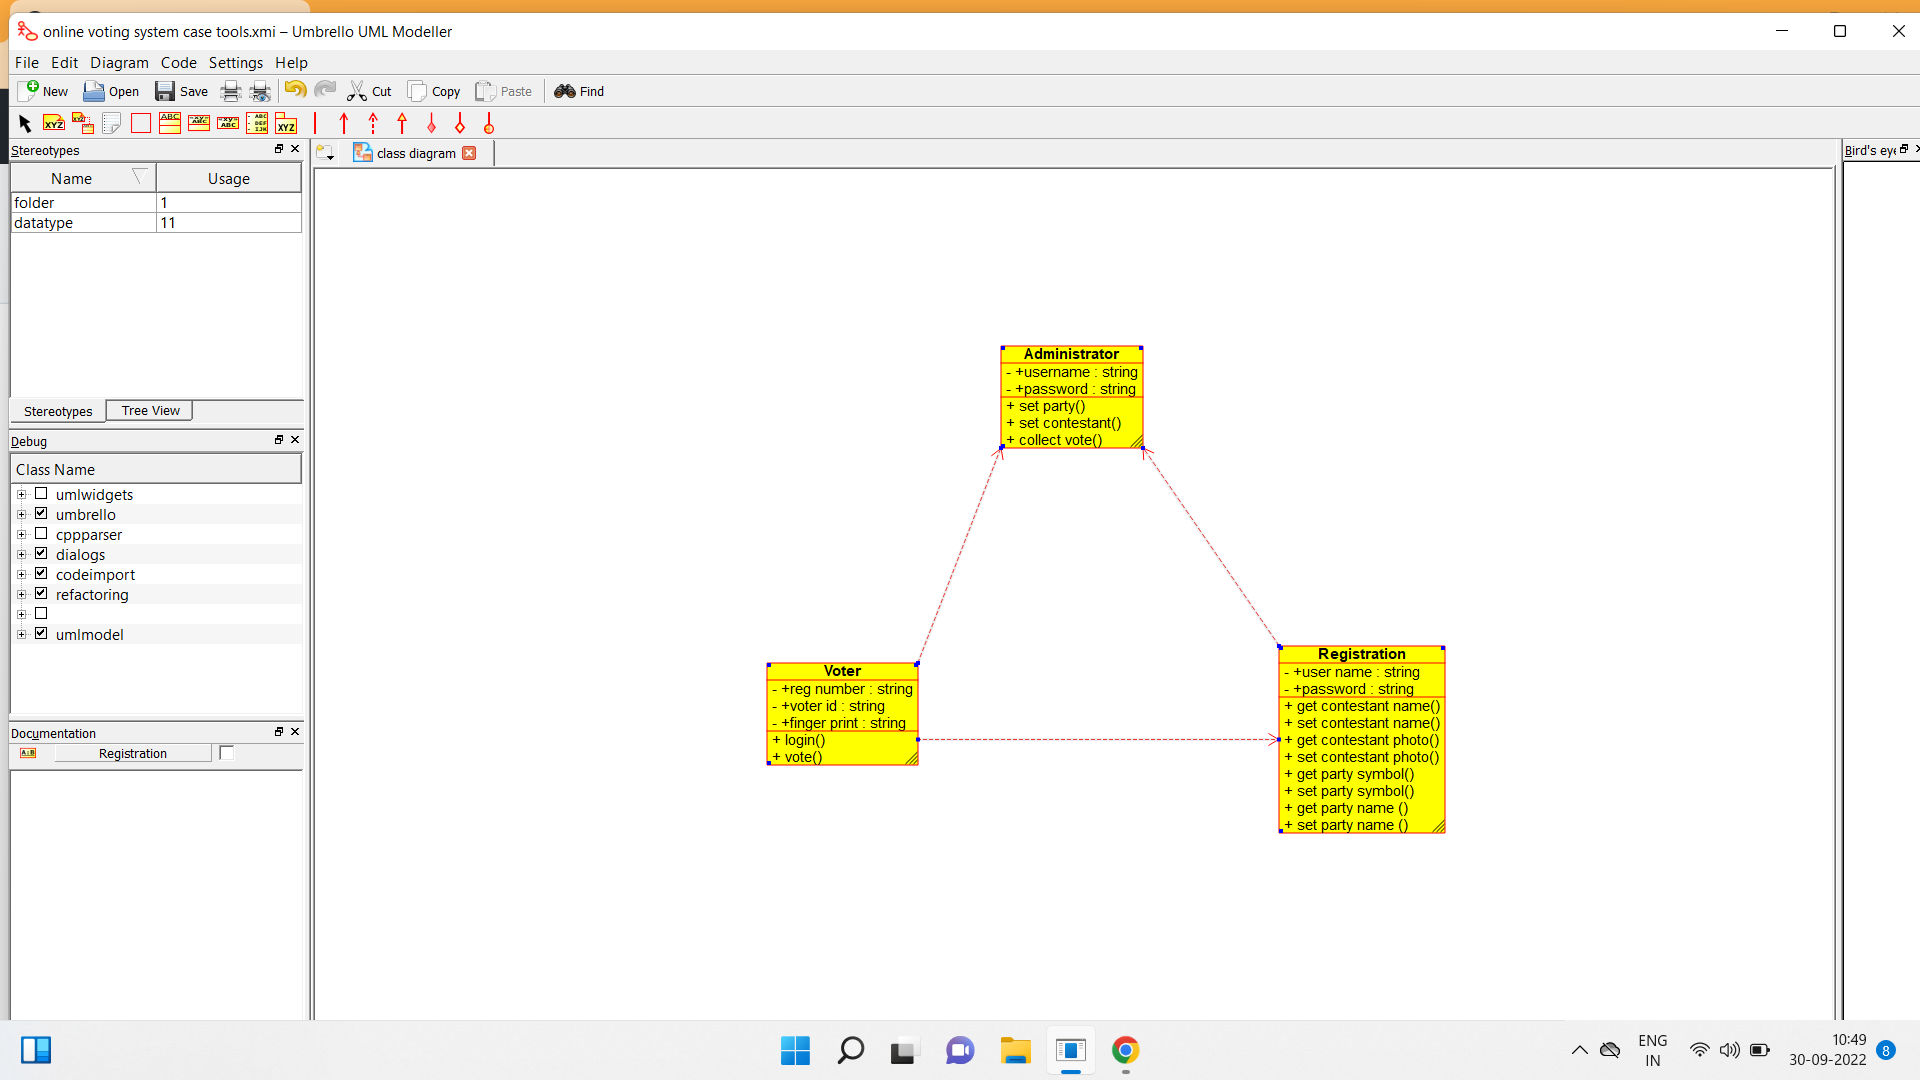 online voting system case tools.xmi – Umbrello UML Modeller
File Edit Diagram Code Settings Help
New Open Save Cut Copy Paste Find
Stereotypes
class diagram
Bird's eye
Name Usage
folder 1
datatype 11
Stereotypes Tree View
Debug
Class Name
umlwidgets
umbrello
cppparser
dialogs
codeimport
refactoring
umlmodel
Documentation
Registration
Administrator
- +username : string
- +password : string
+ set party()
+ set contestant()
+ collect vote()
Voter
- +reg number : string
- +voter id : string
- +finger print : string
+ login()
+ vote()
Registration
- +user name : string
- +password : string
+ get contestant name()
+ set contestant name()
+ get contestant photo()
+ set contestant photo()
+ get party symbol()
+ set party symbol()
+ get party name ()
+ set party name ()
ENG
IN
10:49
30-09-2022
8